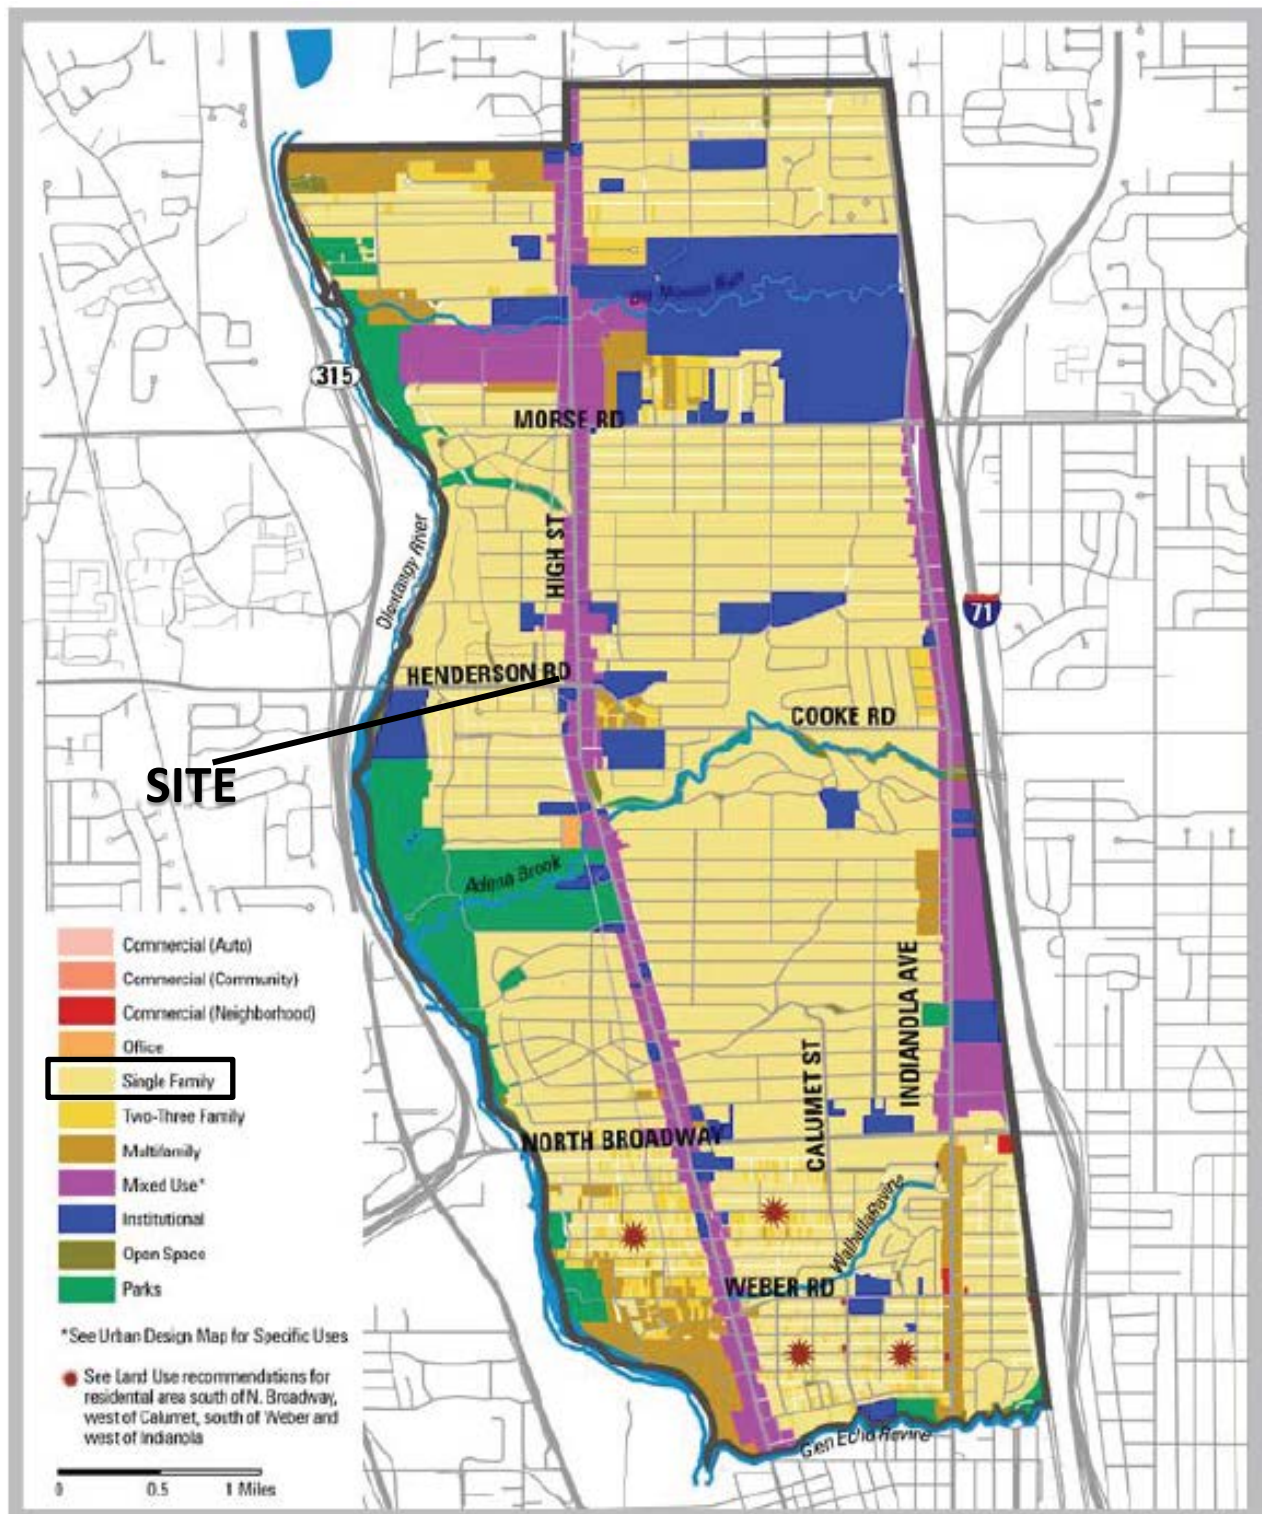 315
MORSE RD
HIGH ST
Olentangy River
71
HENDERSON RD
COOKE RD
SITE
Adena Brook
Commercial (Auto)
Commercial (Community)
Commercial (Neighborhood)
Office
Single Family
Two-Three Family
Multifamily
Mixed Use*
Institutional
Open Space
Parks
INDIANOLA AVE
CALUMET ST
NORTH BROADWAY
Walhalla Ravine
WEBER RD
Glen Echo Ravine
*See Urban Design Map for Specific Uses
See Land Use recommendations for
residential area south of N. Broadway,
west of Calumet, south of Weber and
west of Indianola
0 0.5 1 Miles